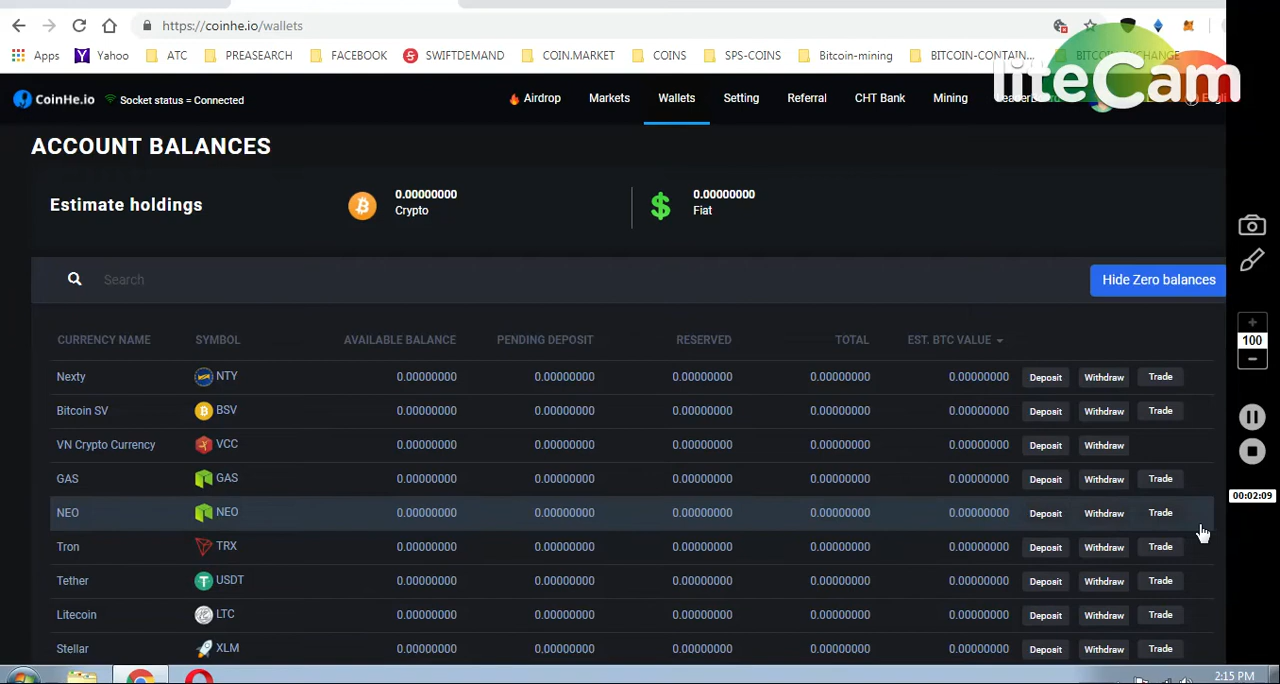 https://coinhe.io/wallets
Apps Yahoo ATC PREASEARCH FACEBOOK SWIFTDEMAND COIN.MARKET COINS SPS-COINS Bitcoin-mining BITCOIN-CONTAIN...
liteCam
CoinHe.io Socket status = Connected Airdrop Markets Wallets Setting Referral CHT Bank Mining
ACCOUNT BALANCES
Estimate holdings 0.00000000 Crypto $ 0.00000000 Fiat
Search Hide Zero balances
CURRENCY NAME SYMBOL AVAILABLE BALANCE PENDING DEPOSIT RESERVED TOTAL EST. BTC VALUE
Nexty NTY 0.00000000 0.00000000 0.00000000 0.00000000 0.00000000 Deposit Withdraw Trade
Bitcoin SV BSV 0.00000000 0.00000000 0.00000000 0.00000000 0.00000000 Deposit Withdraw Trade
VN Crypto Currency VCC 0.00000000 0.00000000 0.00000000 0.00000000 0.00000000 Deposit Withdraw
GAS GAS 0.00000000 0.00000000 0.00000000 0.00000000 0.00000000 Deposit Withdraw Trade
NEO NEO 0.00000000 0.00000000 0.00000000 0.00000000 0.00000000 Deposit Withdraw Trade
Tron TRX 0.00000000 0.00000000 0.00000000 0.00000000 0.00000000 Deposit Withdraw Trade
Tether USDT 0.00000000 0.00000000 0.00000000 0.00000000 0.00000000 Deposit Withdraw Trade
Litecoin LTC 0.00000000 0.00000000 0.00000000 0.00000000 0.00000000 Deposit Withdraw Trade
Stellar XLM 0.00000000 0.00000000 0.00000000 0.00000000 0.00000000 Deposit Withdraw Trade
100
00:02:09
2:15 PM